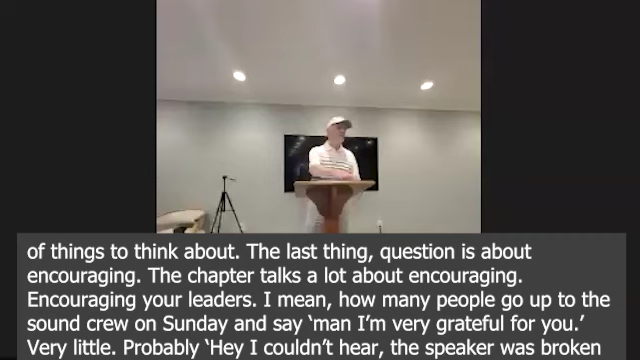 of things to think about. The last thing, question is about
encouraging. The chapter talks a lot about encouraging.
Encouraging your leaders. I mean, how many people go up to the
sound crew on Sunday and say ‘man I’m very grateful for you.’
Very little. Probably ‘Hey I couldn’t hear, the speaker was broken